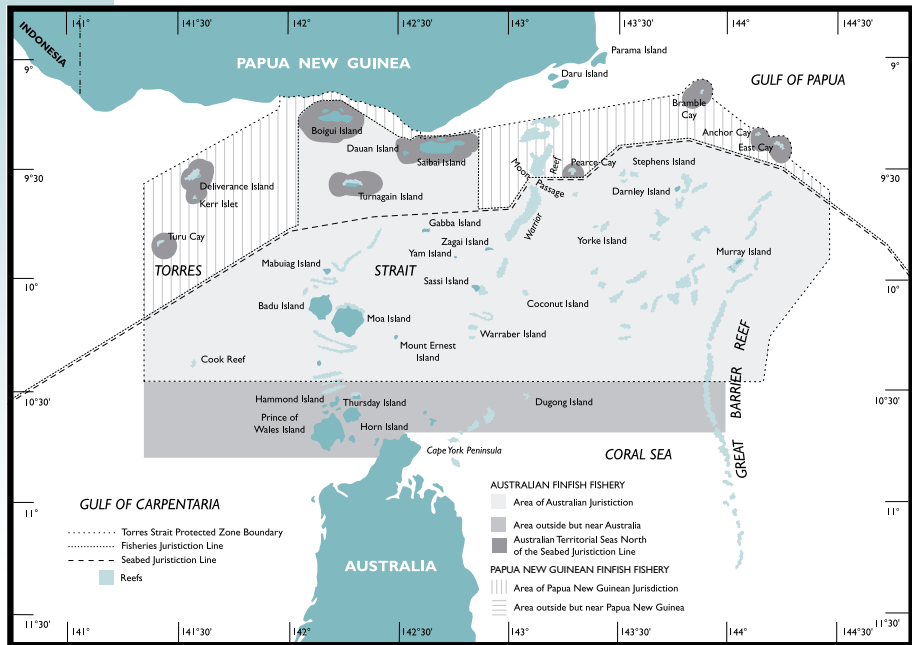 141°
141°30'
142°
142°30'
143°
143°30'
144°
144°30'
INDONESIA
PAPUA NEW GUINEA
Parama Island
Daru Island
9°
9°
GULF OF PAPUA
Bramble
Cay
Boigui Island
Anchor Cay
East Cay
Dauan Island
Saibai Island
Moon
Passage
Reef
Warrior
Pearce Cay
Stephens Island
9°30'
9°30'
Deliverance Island
Kerr Islet
Turnagain Island
Darnley Island
Gabba Island
Turu Cay
Zagai Island
Yam Island
Yorke Island
Murray Island
TORRES
STRAIT
Mabuiag Island
10°
10°
Sassi Island
Badu Island
Moa Island
Coconut Island
Warraber Island
Mount Ernest
Island
Cook Reef
GREAT BARRIER REEF
10°30'
10°30'
Hammond Island
Thursday Island
Dugong Island
Prince of
Wales Island
Horn Island
Cape York Peninsula
CORAL SEA
GULF OF CARPENTARIA
11°
11°
Torres Strait Protected Zone Boundary
Fisheries Juristiction Line
Seabed Juristiction Line
Reefs
AUSTRALIA
AUSTRALIAN FINFISH FISHERY
Area of Australian Juristiction
Area outside but near Australia
Australian Territorial Seas North
of the Seabed Juristiction Line
PAPUA NEW GUINEAN FINFISH FISHERY
Area of Papua New Guinean Jurisdiction
Area outside but near Papua New Guinea
11°30'
11°30'
141°
141°30'
142°
142°30'
143°
143°30'
144°
144°30'